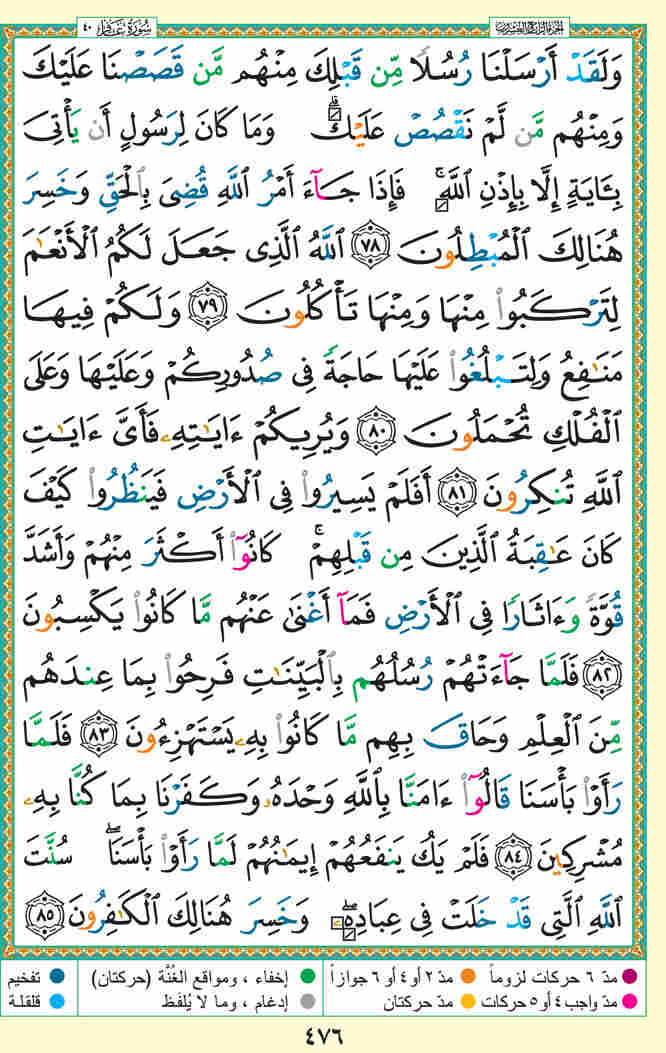 سُورَةُ غَافِرٍ ٤٠
الجزء الرابع والعشرون
وَلَقَدْ أَرْسَلْنَا رُسُلًا مِّن قَبْلِكَ مِنْهُم مَّن قَصَصْنَا عَلَيْكَ
وَمِنْهُم مَّن لَّمْ نَقْصُصْ عَلَيْكَ ۗ وَمَا كَانَ لِرَسُولٍ أَن يَأْتِىَ
بِـَٔايَةٍ إِلَّا بِإِذْنِ ٱللَّهِ ۚ فَإِذَا جَآءَ أَمْرُ ٱللَّهِ قُضِىَ بِٱلْحَقِّ وَخَسِرَ
هُنَالِكَ ٱلْمُبْطِلُونَ ٧٨ ٱللَّهُ ٱلَّذِى جَعَلَ لَكُمُ ٱلْأَنْعَٰمَ
لِتَرْكَبُوا۟ مِنْهَا وَمِنْهَا تَأْكُلُونَ ٧٩ وَلَكُمْ فِيهَا
مَنَٰفِعُ وَلِتَبْلُغُوا۟ عَلَيْهَا حَاجَةً فِى صُدُورِكُمْ وَعَلَيْهَا وَعَلَى
ٱلْفُلْكِ تُحْمَلُونَ ٨٠ وَيُرِيكُمْ ءَايَٰتِهِۦ فَأَىَّ ءَايَٰتِ
ٱللَّهِ تُنكِرُونَ ٨١ أَفَلَمْ يَسِيرُوا۟ فِى ٱلْأَرْضِ فَيَنظُرُوا۟ كَيْفَ
كَانَ عَٰقِبَةُ ٱلَّذِينَ مِن قَبْلِهِمْ ۚ كَانُوٓا۟ أَكْثَرَ مِنْهُمْ وَأَشَدَّ
قُوَّةً وَءَاثَارًا فِى ٱلْأَرْضِ فَمَآ أَغْنَىٰ عَنْهُم مَّا كَانُوا۟ يَكْسِبُونَ
٨٢ فَلَمَّا جَآءَتْهُمْ رُسُلُهُم بِٱلْبَيِّنَٰتِ فَرِحُوا۟ بِمَا عِندَهُم
مِّنَ ٱلْعِلْمِ وَحَاقَ بِهِم مَّا كَانُوا۟ بِهِۦ يَسْتَهْزِءُونَ ٨٣ فَلَمَّا
رَأَوْا۟ بَأْسَنَا قَالُوٓا۟ ءَامَنَّا بِٱللَّهِ وَحْدَهُۥ وَكَفَرْنَا بِمَا كُنَّا بِهِۦ
مُشْرِكِينَ ٨٤ فَلَمْ يَكُ يَنفَعُهُمْ إِيمَٰنُهُمْ لَمَّا رَأَوْا۟ بَأْسَنَا ۖ سُنَّتَ
ٱللَّهِ ٱلَّتِى قَدْ خَلَتْ فِى عِبَادِهِۦ ۖ وَخَسِرَ هُنَالِكَ ٱلْكَٰفِرُونَ ٨٥
مدّ ٦ حركات لزوماً مدّ ٢ أو ٤ أو ٦ جوازاً إخفاء ، ومواقع الغُنَّة (حركتان) تفخيم
مدّ واجب ٤ أو ٥ حركات مدّ حركتان إدغام ، وما لا يُلفَظ قلقلة
٤٧٦